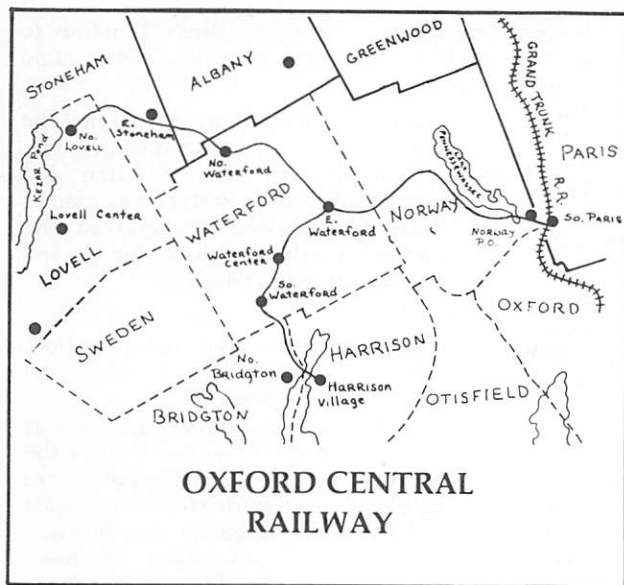 STONEHAM
ALBANY
GREENWOOD
GRAND TRUNK
R.R.
PARIS
E.
Stoneham
No.
LOVELL
KEZAR POND
No.
Waterford
Lovell Center
LOVELL
WATERFORD
E.
Waterford
NORWAY
LAKE
PENNESSEEWASSEE
NORWAY
P.O.
So. PARIS
Waterford
Center
So.
Waterford
OXFORD
SWEDEN
HARRISON
No.
Bridgton
HARRISON
Village
BRIDGTON
OTISFIELD
OXFORD CENTRAL
RAILWAY